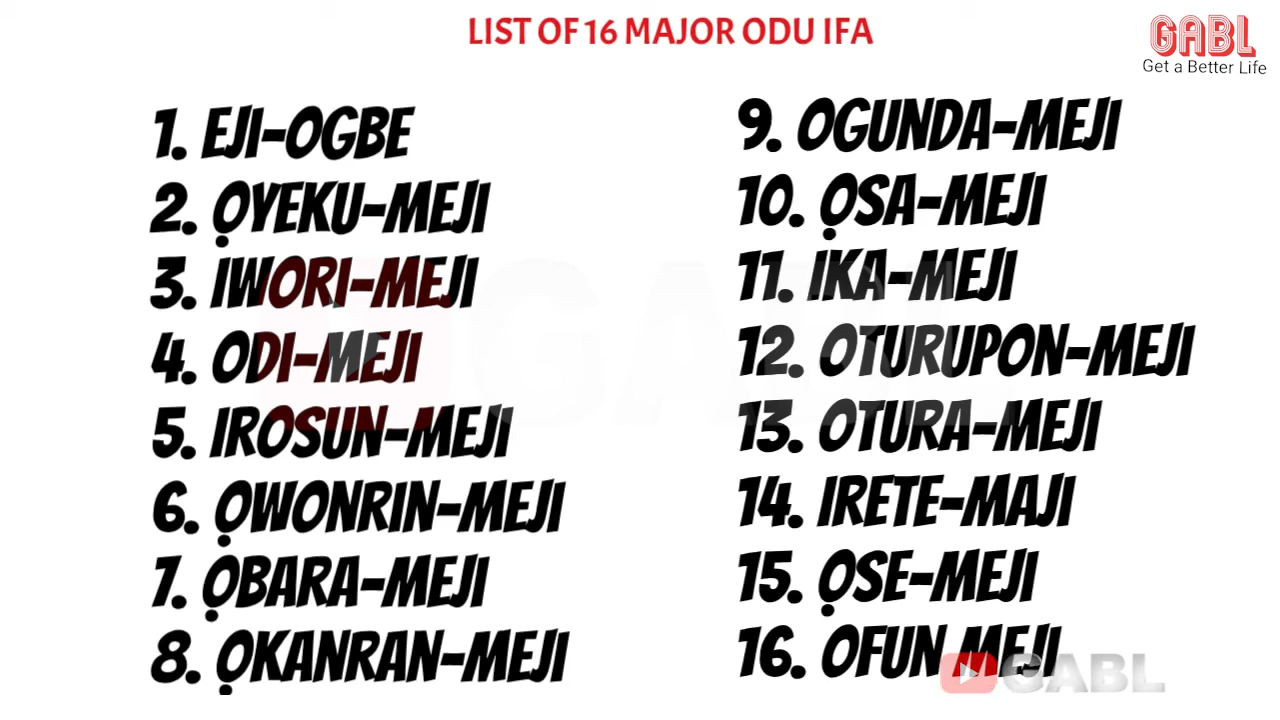 LIST OF 16 MAJOR ODU IFA
GABL
Get a Better Life
1. EJI-OGBE
2. ỌYEKU-MEJI
3. IWORI-MEJI
4. ODI-MEJI
5. IROSUN-MEJI
6. ỌWONRIN-MEJI
7. ỌBARA-MEJI
8. ỌKANRAN-MEJI
9. OGUNDA-MEJI
10. ỌSA-MEJI
11. IKA-MEJI
12. OTURUPON-MEJI
13. OTURA-MEJI
14. IRETE-MAJI
15. ỌSE-MEJI
16. OFUN MEJI
GABL
GABL